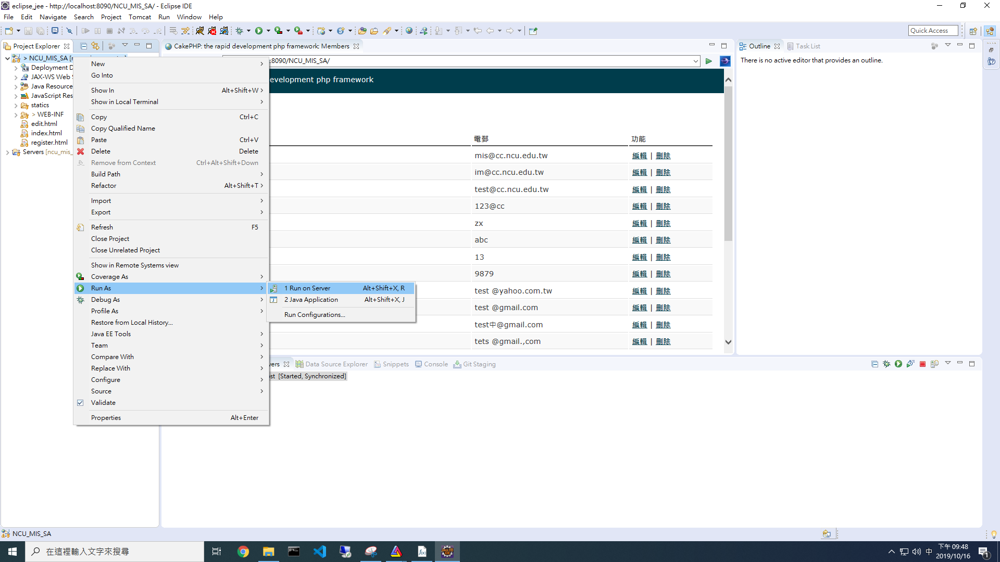 eclipse_jee - http://localhost:8090/NCU_MIS_SA/ - Eclipse IDE
File Edit Navigate Search Project Tomcat Run Window Help
Quick Access
Project Explorer
CakePHP: the rapid development php framework: Members
Outline
Task List
> NCU_MIS_SA
Deployment D
JAX-WS Web
Java Resource
JavaScript Res
statics
> WEB-INF
edit.html
index.html
register.html
Servers [ncu_mis_
New
Go Into
Show In Alt+Shift+W
Show in Local Terminal
Copy Ctrl+C
Copy Qualified Name
Paste Ctrl+V
Delete Delete
Remove from Context Ctrl+Alt+Shift+Down
Build Path
Refactor Alt+Shift+T
Import
Export
Refresh F5
Close Project
Close Unrelated Project
Show in Remote Systems view
Coverage As
Run As
Debug As
Profile As
Restore from Local History...
Java EE Tools
Team
Compare With
Replace With
Configure
Source
Validate
Properties Alt+Enter
1 Run on Server Alt+Shift+X, R
2 Java Application Alt+Shift+X, J
Run Configurations...
:8090/NCU_MIS_SA/
evelopment php framework
電郵 功能
mis@cc.ncu.edu.tw 編輯 | 刪除
im@cc.ncu.edu.tw 編輯 | 刪除
test@cc.ncu.edu.tw 編輯 | 刪除
123@cc 編輯 | 刪除
zx 編輯 | 刪除
abc 編輯 | 刪除
13 編輯 | 刪除
9879 編輯 | 刪除
test @yahoo.com.tw 編輯 | 刪除
test @gmail.com 編輯 | 刪除
test中@gmail.com 編輯 | 刪除
tets @gmail.,com 編輯 | 刪除
There is no active editor that provides an outline.
vers
Data Source Explorer
Snippets
Console
Git Staging
st [Started, Synchronized]
NCU_MIS_SA
在這裡輸入文字來搜尋
中
下午 09:48
2019/10/16
1